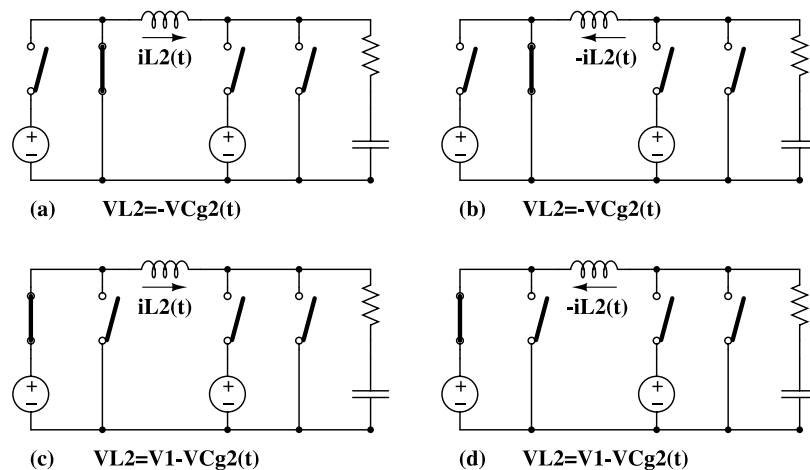 iL2(t)
-iL2(t)
+
−
+
−
+
−
+
−
(a) VL2=-VCg2(t)
(b) VL2=-VCg2(t)
iL2(t)
-iL2(t)
+
−
+
−
+
−
+
−
(c) VL2=V1-VCg2(t)
(d) VL2=V1-VCg2(t)